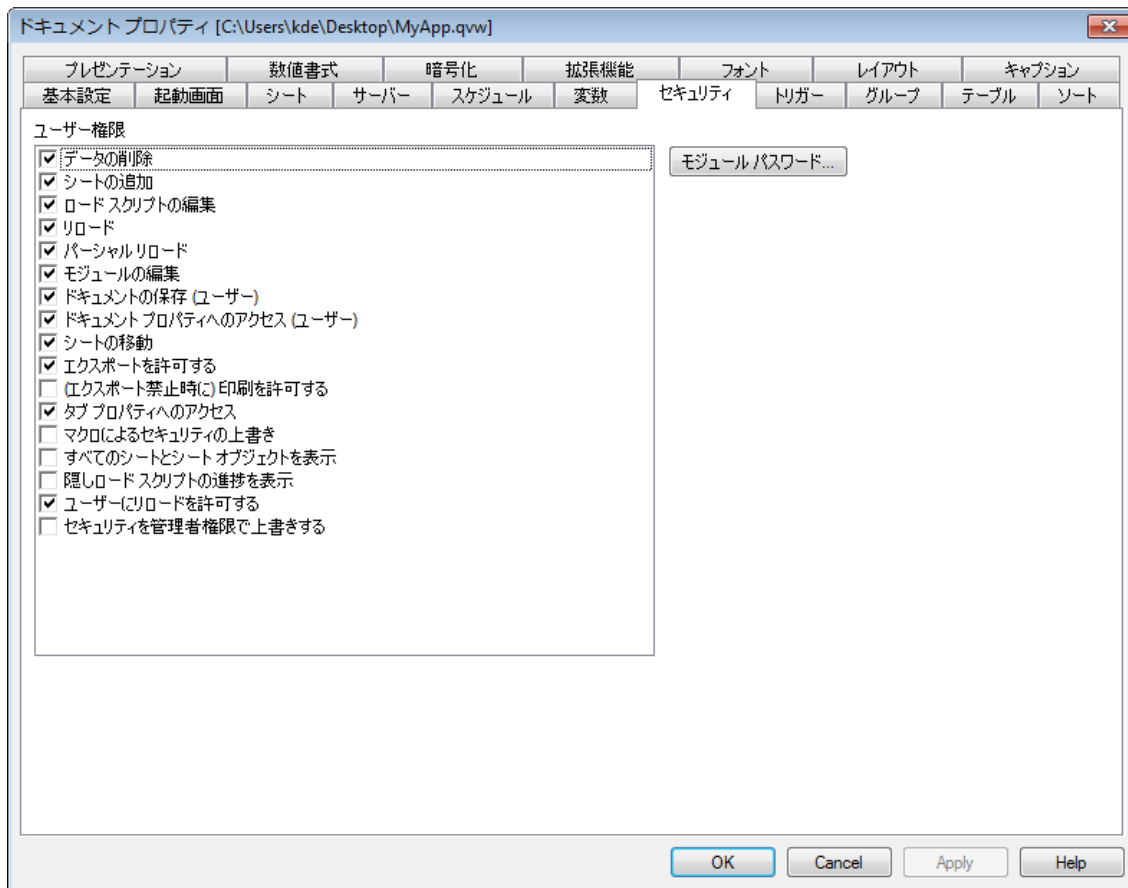 ドキュメント プロパティ [C:\Users\kde\Desktop\MyApp.qvw]
プレゼンテーション 数値書式 暗号化 拡張機能 フォント レイアウト キャプション
基本設定 起動画面 シート サーバー スケジュール 変数 セキュリティ トリガー グループ テーブル ソート
ユーザー権限
データの削除
モジュール パスワード...
シートの追加
ロード スクリプトの編集
リロード
パーシャル リロード
モジュールの編集
ドキュメントの保存 (ユーザー)
ドキュメント プロパティへのアクセス (ユーザー)
シートの移動
エクスポートを許可する
(エクスポート禁止時に) 印刷を許可する
タブ プロパティへのアクセス
マクロによるセキュリティの上書き
すべてのシートとシート オブジェクトを表示
隠しロード スクリプトの進捗を表示
ユーザーにリロードを許可する
セキュリティを管理者権限で上書きする
OK Cancel Apply Help